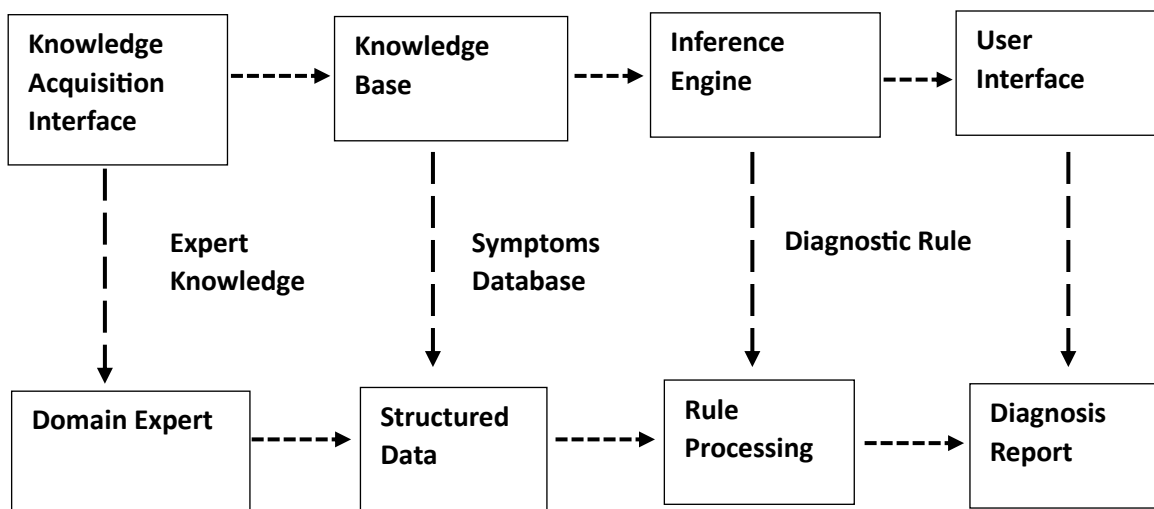 Knowledge
Acquisition
Interface
Knowledge
Base
Inference
Engine
User
Interface
Expert
Knowledge
Symptoms
Database
Diagnostic Rule
Domain Expert
Structured
Data
Rule
Processing
Diagnosis
Report